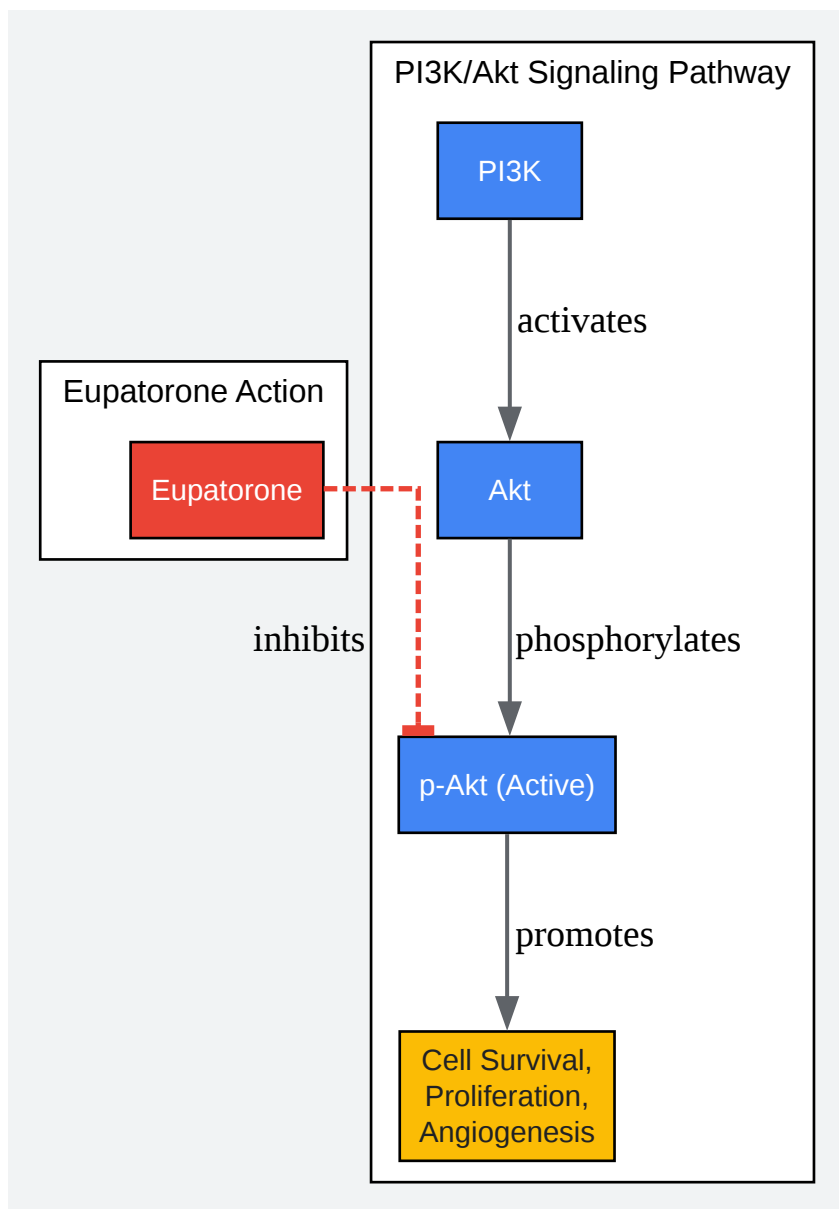 PI3K/Akt Signaling Pathway
PI3K
activates
Eupatorone Action
Eupatorone
Akt
inhibits
phosphorylates
p-Akt (Active)
promotes
Cell Survival,
Proliferation,
Angiogenesis